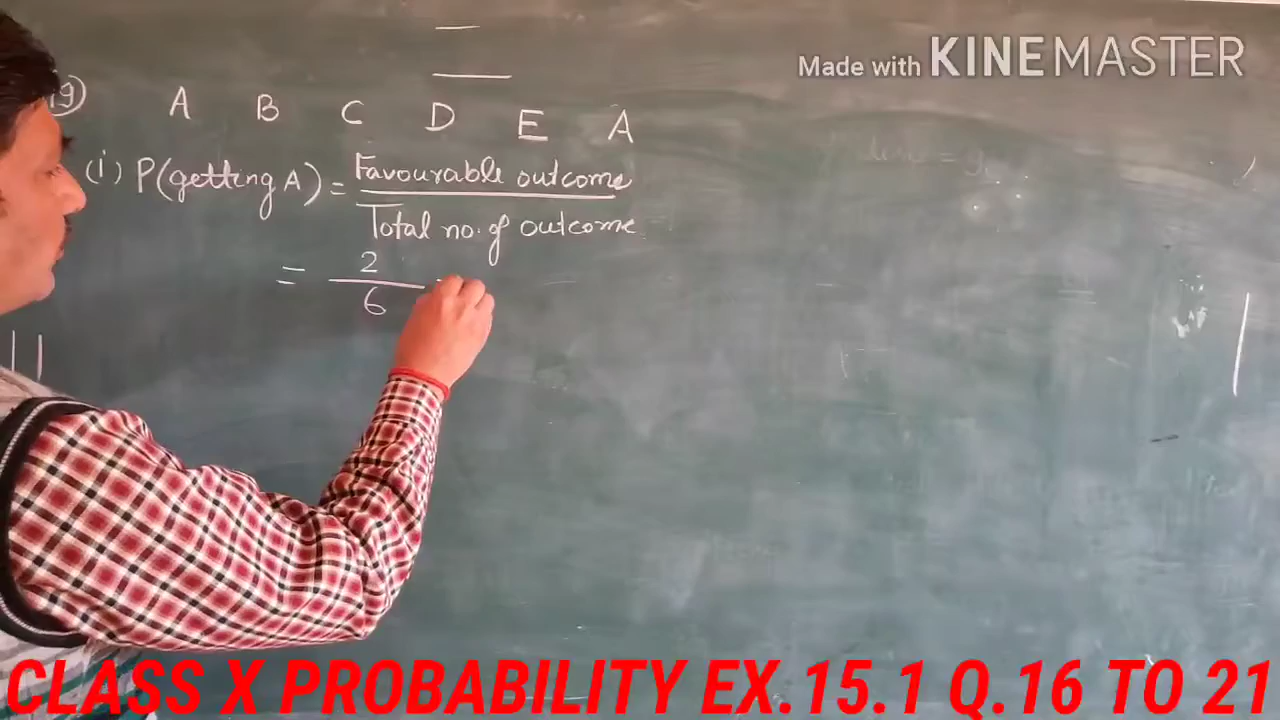 Made with KINEMASTER
19) A B C D E A
(i) P(getting A) = Favourable outcome
Total no. of outcome
= 2
6
CLASS X PROBABILITY EX.15.1 Q.16 TO 21